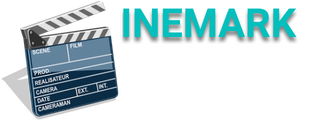 INEMARK
SCENE FILM
PROD.
REALISATEUR
CAMERA EXT. INT.
DATE
CAMERAMAN